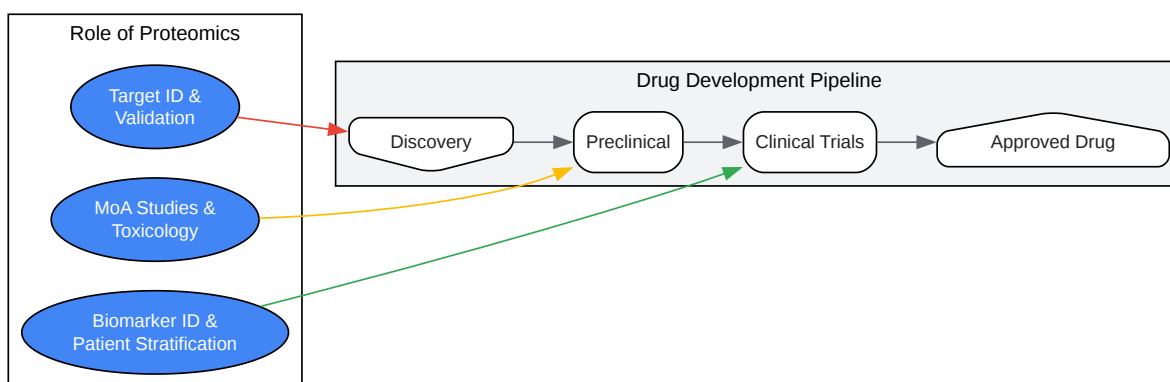 Role of Proteomics
Target ID &
Validation
MoA Studies &
Toxicology
Biomarker ID &
Patient Stratification
Drug Development Pipeline
Discovery
Preclinical
Clinical Trials
Approved Drug